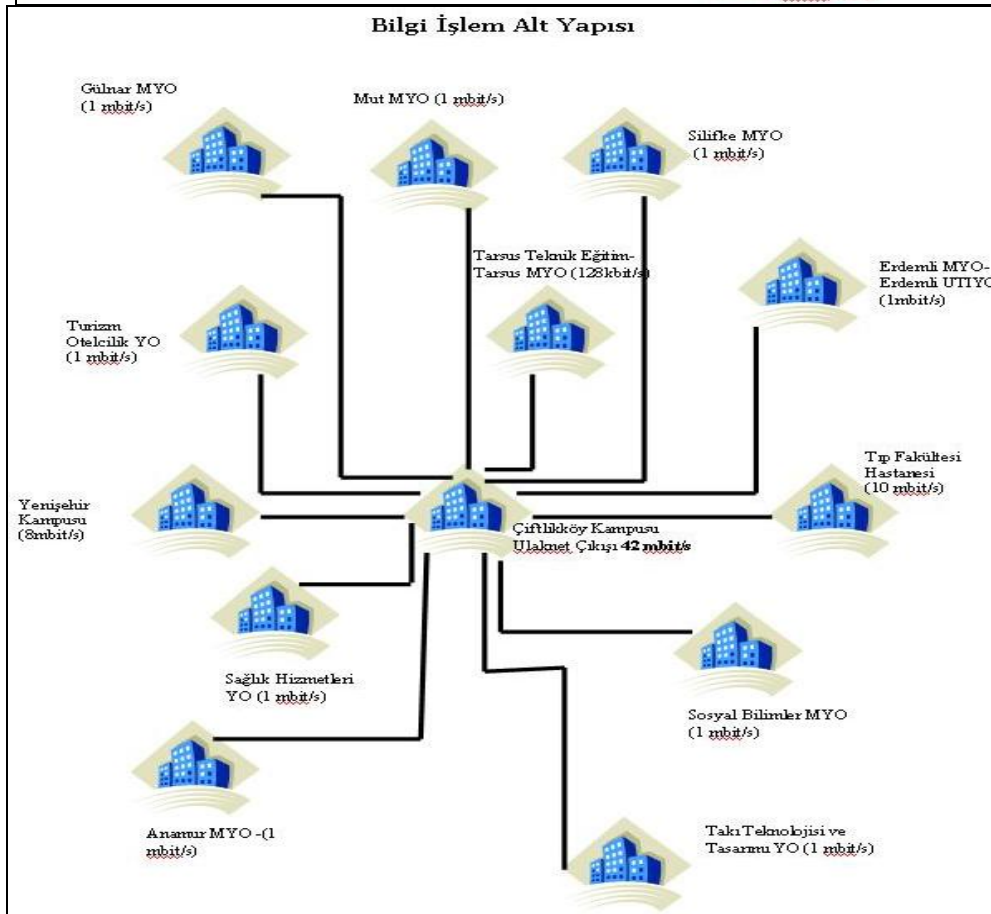 Bilgi İşlem Alt Yapısı
Gülnar MYO
(1 mbit/s)
Mut MYO (1 mbit/s)
Silifke MYO
(1 mbit/s)
Tarsus Teknik Eğitim-
Tarsus MYO (128kbit/s)
Erdemli MYO-
Erdemli UTIYO
(1mbit/s)
Turizm
Otelcilik YO
(1 mbit/s)
Tıp Fakültesi
Hastanesi
(10 mbit/s)
Yenişehir
Kampusu
(8mbit/s)
Çiftlikköy Kampusu
Ulaknet Çıkışı 42 mbit/s
Sağlık Hizmetleri
YO (1 mbit/s)
Sosyal Bilimler MYO
(1 mbit/s)
Anamur MYO -(1
mbit/s)
Takı Teknolojisi ve
Tasarımı YO (1 mbit/s)